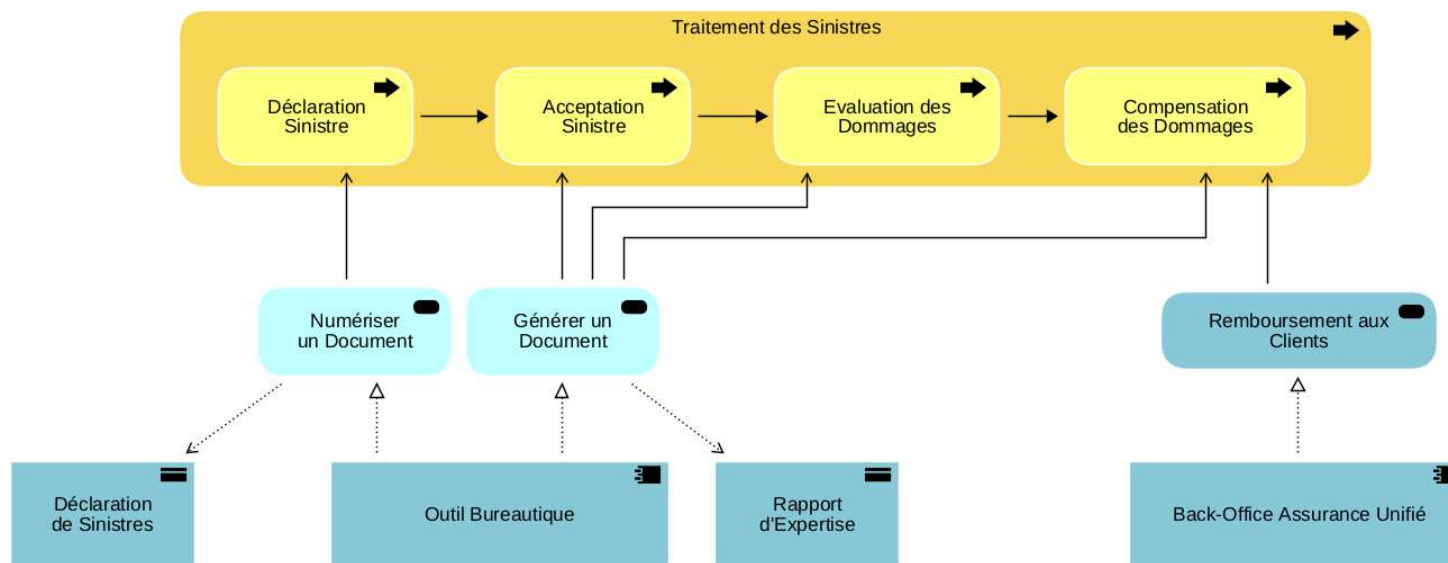 Traitement des Sinistres
Déclaration
Sinistre
Acceptation
Sinistre
Evaluation des
Dommages
Compensation
des Dommages
Numériser
un Document
Générer un
Document
Remboursement aux
Clients
Déclaration
de Sinistres
Outil Bureautique
Rapport
d'Expertise
Back-Office Assurance Unifié